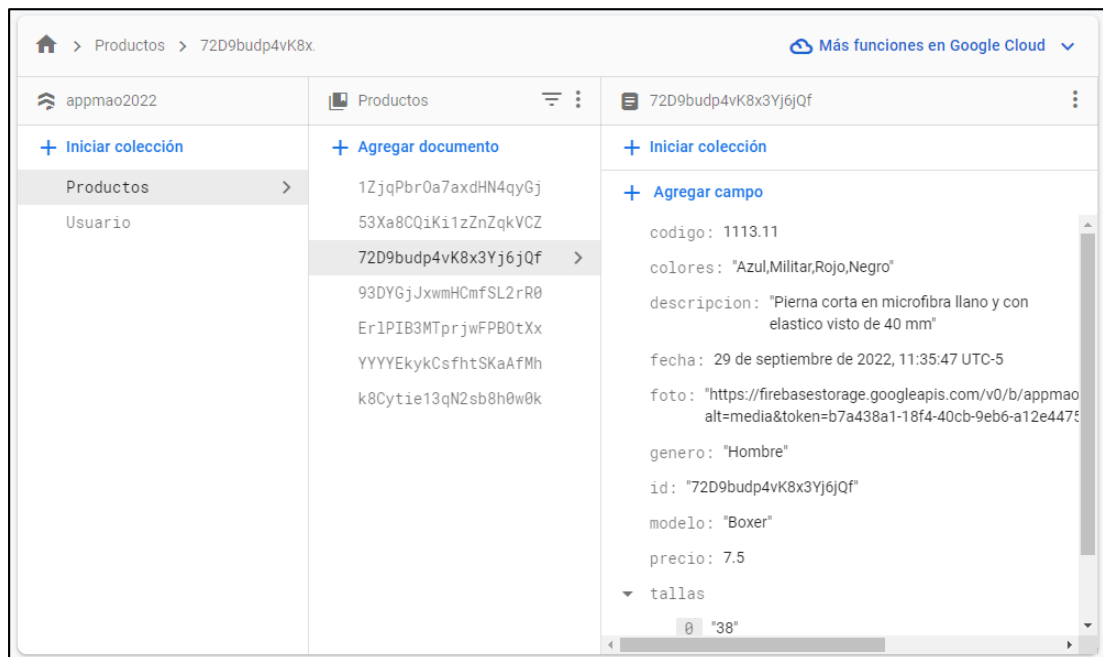 Productos > 72D9budp4vK8x.
Más funciones en Google Cloud
appmao2022
Iniciar colección
Productos
Usuario
Productos
Agregar documento
1ZjqPbrOa7axdHN4qyGj
53Xa8CQiKi1zZnZqkVCZ
72D9budp4vK8x3Yj6jQf
93DYGjJxwmHCmfSL2rR0
ErlPIB3MTprjwFPBOtXx
YYYYEkykCsfhtSKaAfMh
k8Cytie13qN2sb8h0w0k
72D9budp4vK8x3Yj6jQf
Iniciar colección
Agregar campo
codigo: 1113.11
colores: "Azul,Militar,Rojo,Negro"
descripcion: "Pierna corta en microfibra llano y con
elastico visto de 40 mm"
fecha: 29 de septiembre de 2022, 11:35:47 UTC-5
foto: "https://firebasestorage.googleapis.com/v0/b/appmao
alt=media&token=b7a438a1-18f4-40cb-9eb6-a12e4475
genero: "Hombre"
id: "72D9budp4vK8x3Yj6jQf"
modelo: "Boxer"
precio: 7.5
tallas
0 "38"